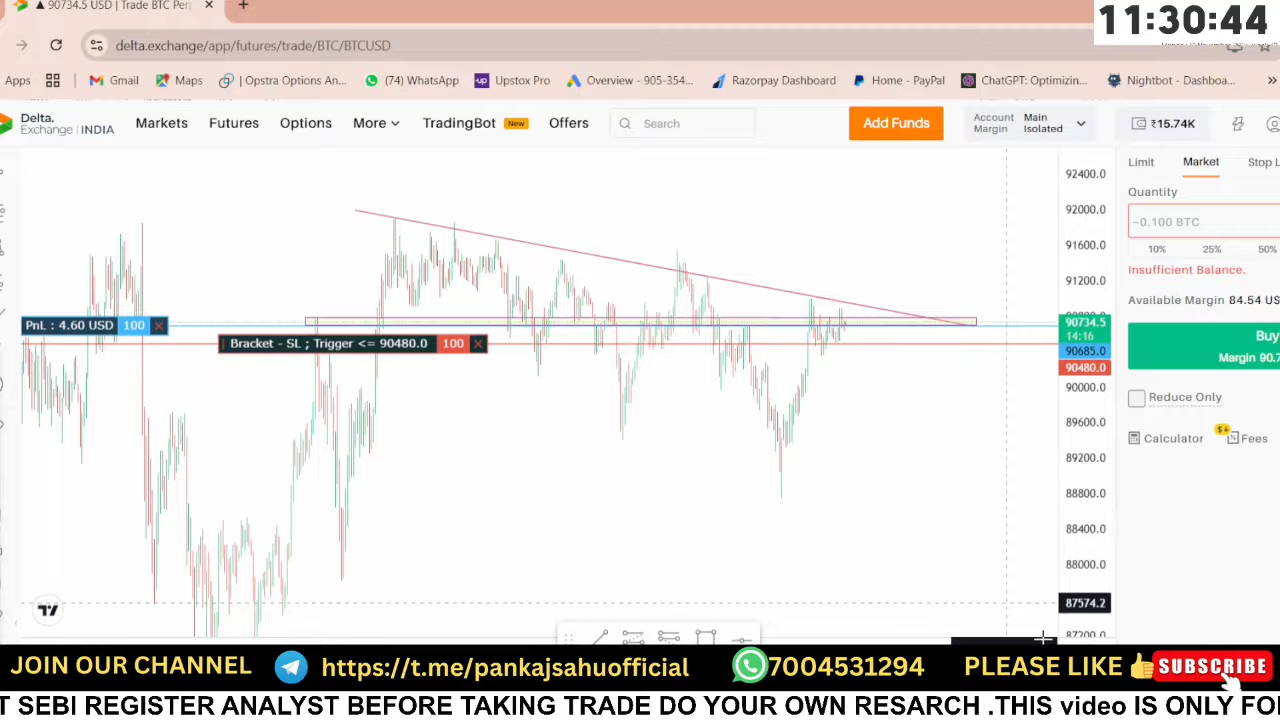 ▲ 90734.5 USD | Trade BTC Per
11:30:44
delta.exchange/app/futures/trade/BTC/BTCUSD
Apps
Gmail
Maps
| Opstra Options An...
(74) WhatsApp
Upstox Pro
Overview - 905-354...
Razorpay Dashboard
Home - PayPal
ChatGPT: Optimizin...
Nightbot - Dashboa...
Delta.
Exchange INDIA
Markets
Futures
Options
More
TradingBot New
Offers
Search
Add Funds
Account
Margin
Main
Isolated
₹15.74K
Limit
Market
Stop L
Quantity
~0.100 BTC
10%
25%
50%
Insufficient Balance.
Available Margin 84.54 US
Buy
Margin 90.7
Reduce Only
Calculator
Fees
92400.0
92000.0
91600.0
91200.0
90734.5
14:16
90685.0
90480.0
90000.0
89600.0
89200.0
88800.0
88400.0
88000.0
87574.2
87200.0
PnL : 4.60 USD 100
Bracket - SL ; Trigger <= 90480.0 100
JOIN OUR CHANNEL
https://t.me/pankajsahuofficial
7004531294
PLEASE LIKE
SUBSCRIBE
T SEBI REGISTER ANALYST BEFORE TAKING TRADE DO YOUR OWN RESARCH .THIS video IS ONLY FO